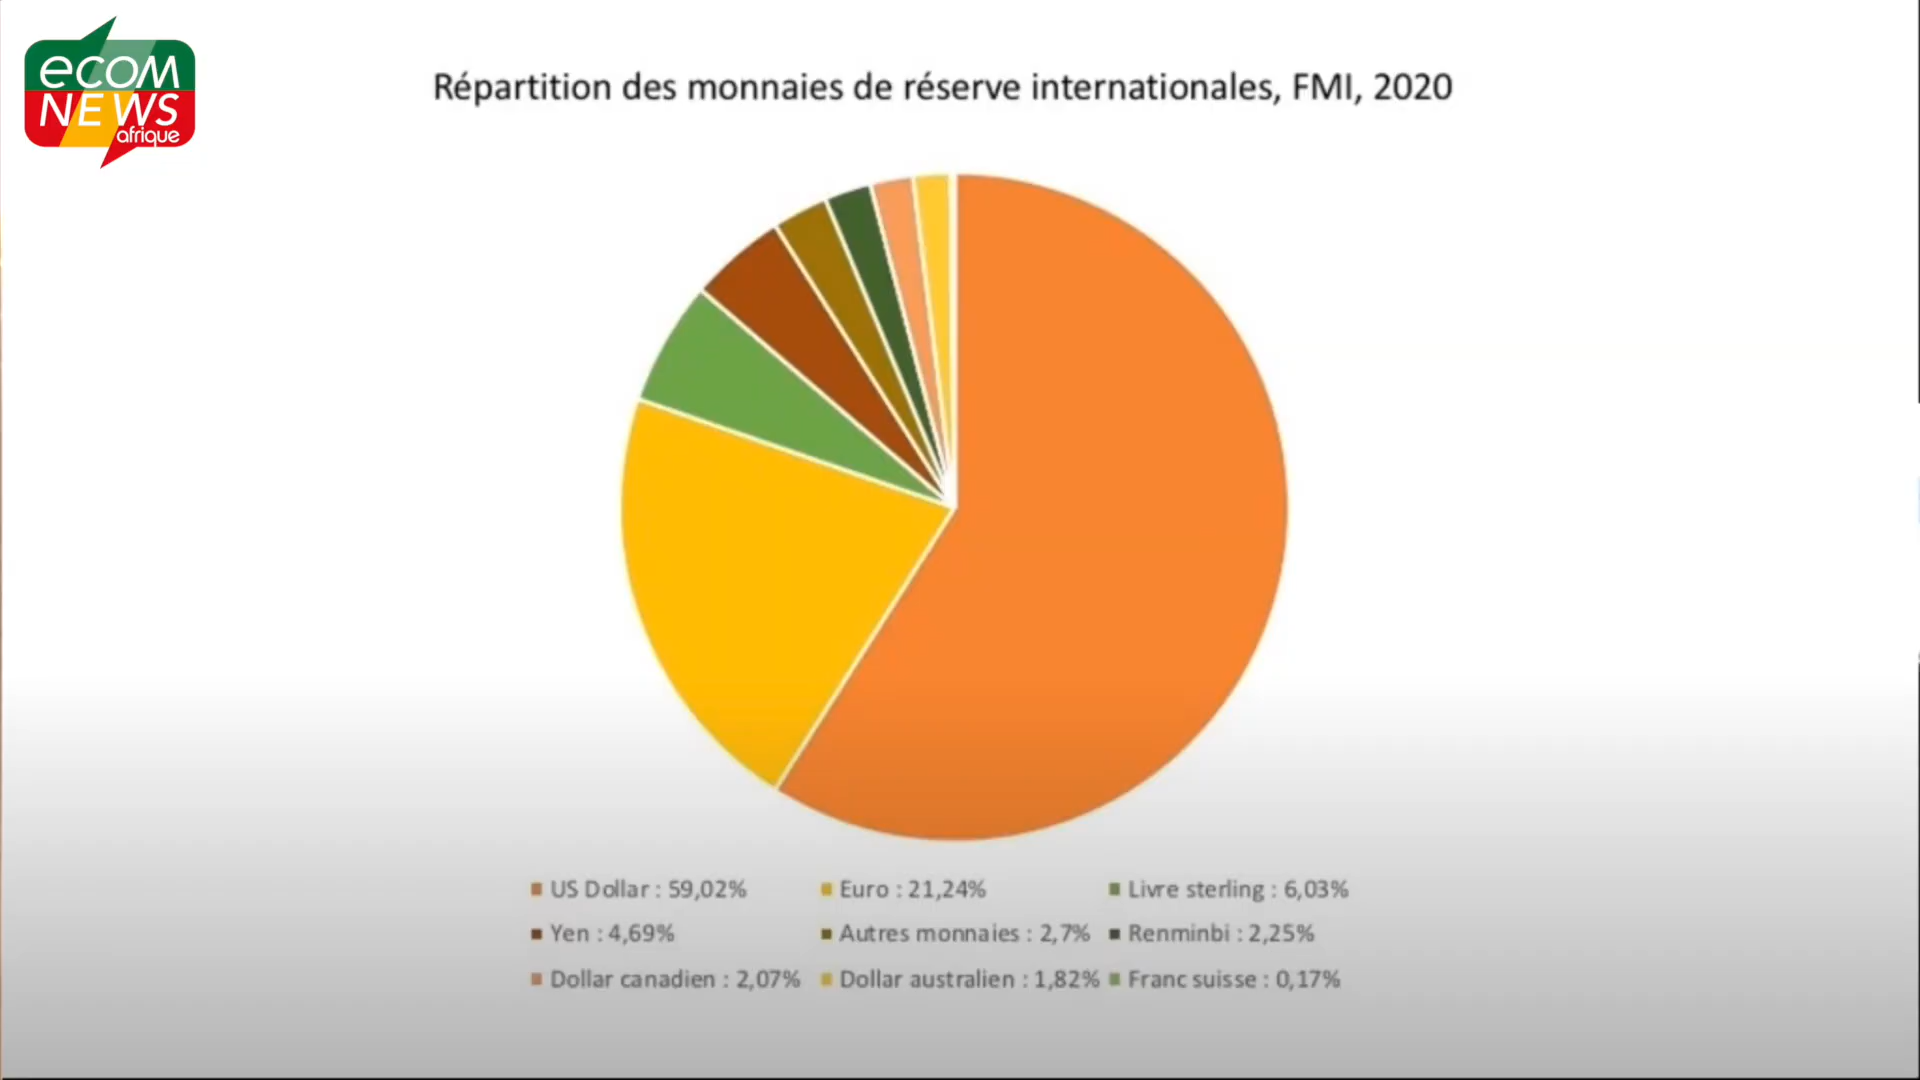 ecom
NEWS
afrique
Répartition des monnaies de réserve internationales, FMI, 2020
US Dollar : 59,02%
Euro : 21,24%
Livre sterling : 6,03%
Yen : 4,69%
Autres monnaies : 2,7%
Renminbi : 2,25%
Dollar canadien : 2,07%
Dollar australien : 1,82%
Franc suisse : 0,17%